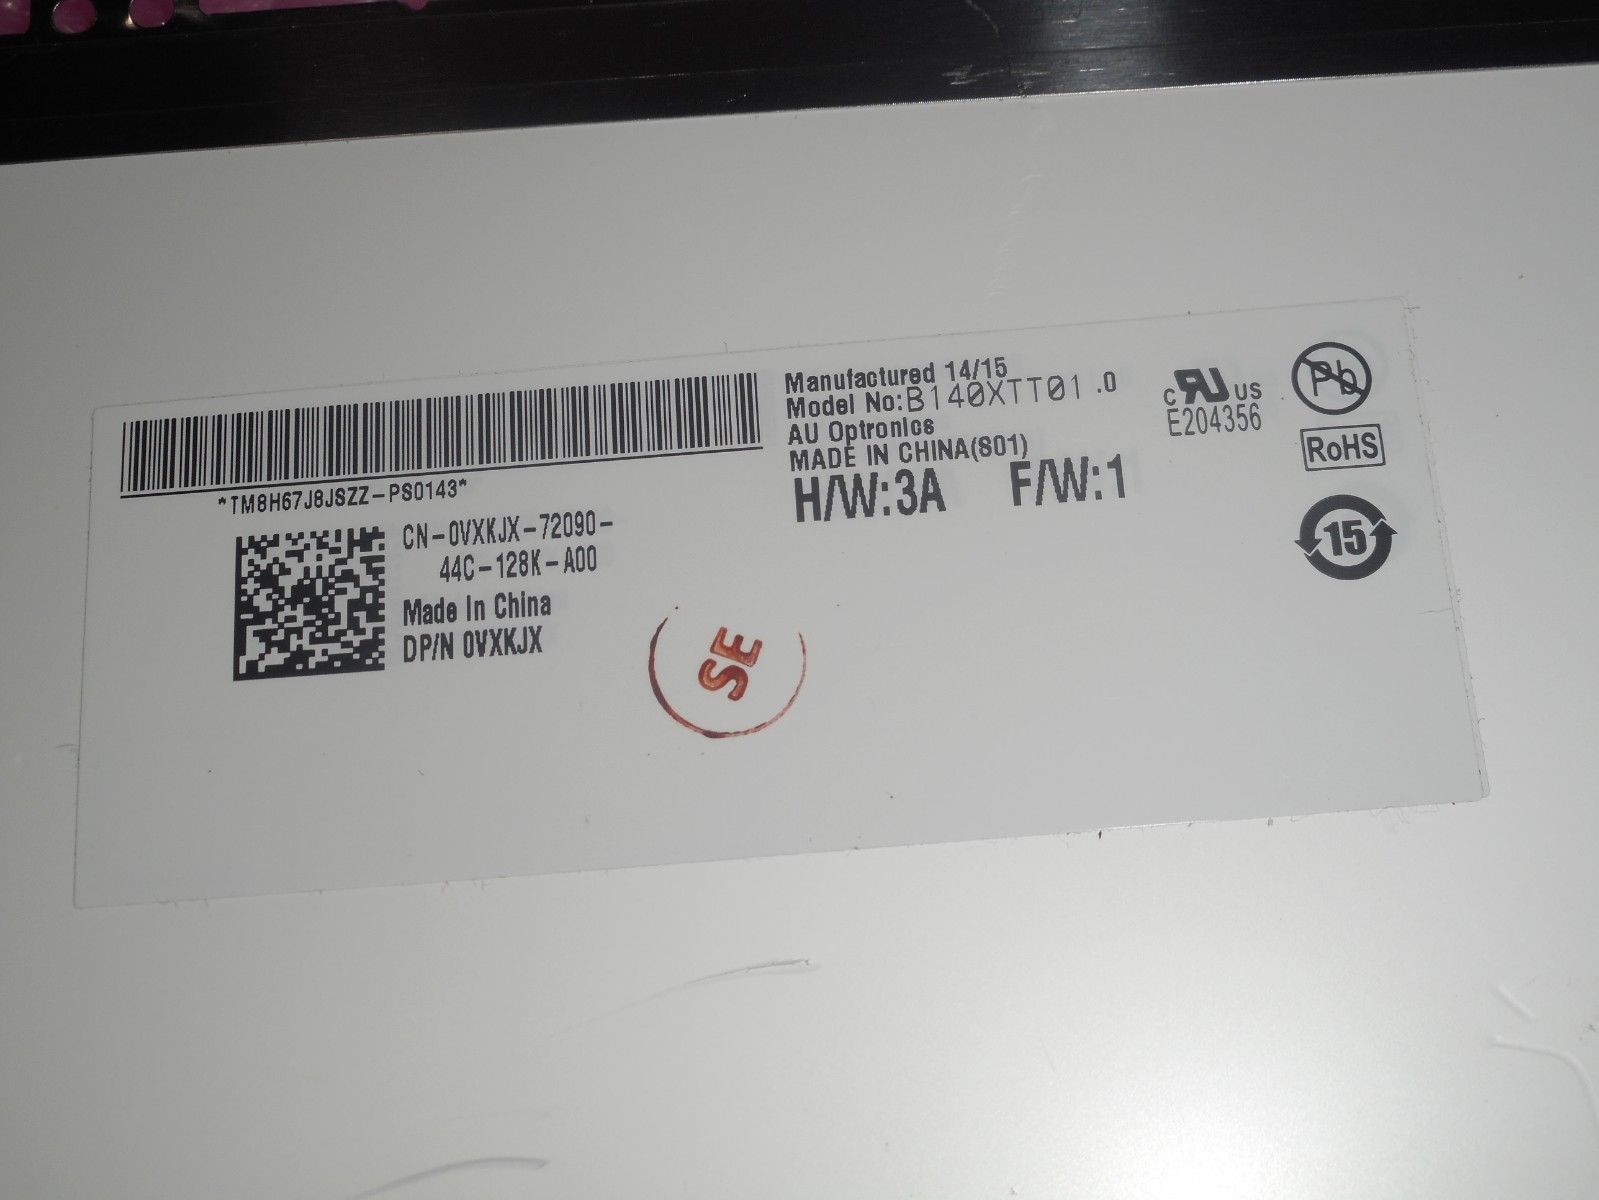 Manufactured 14/15
Model No:B140XTT01.0
AU Optronics
MADE IN CHINA(S01)
H/W:3A F/W:1
c RU US
E204356
Pb
RoHS
15
*TM8H67J8JSZZ-PS0143*
CN-0VXKJX-72090-
44C-128K-A00
Made In China
DP/N 0VXKJX
SE